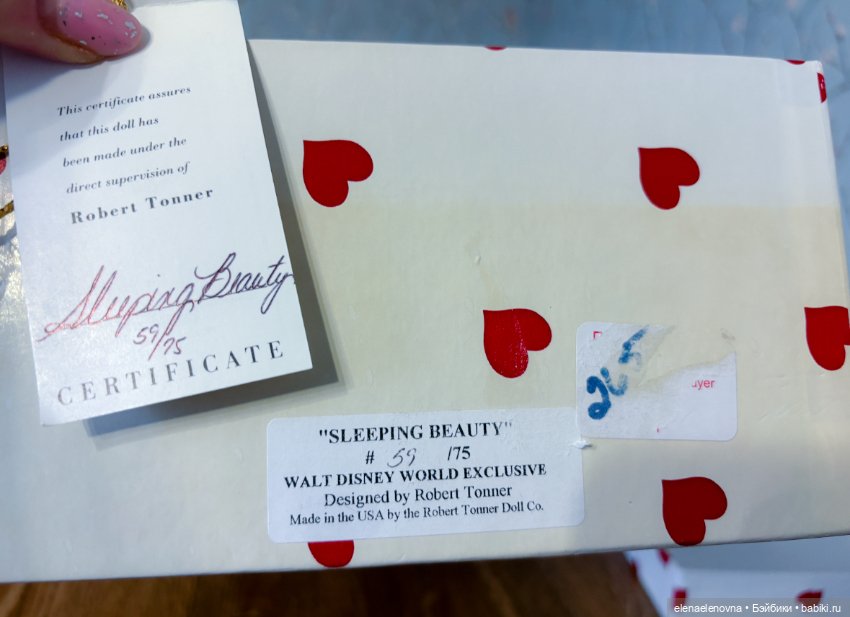 This certificate assures
that this doll has
been made under the
direct supervision of
Robert Tonner
Sleeping Beauty
59/75
CERTIFICATE
265
uyer
"SLEEPING BEAUTY"
# 59 /75
WALT DISNEY WORLD EXCLUSIVE
Designed by Robert Tonner
Made in the USA by the Robert Tonner Doll Co.
elenaelenovna • Бэйбики • babiki.ru